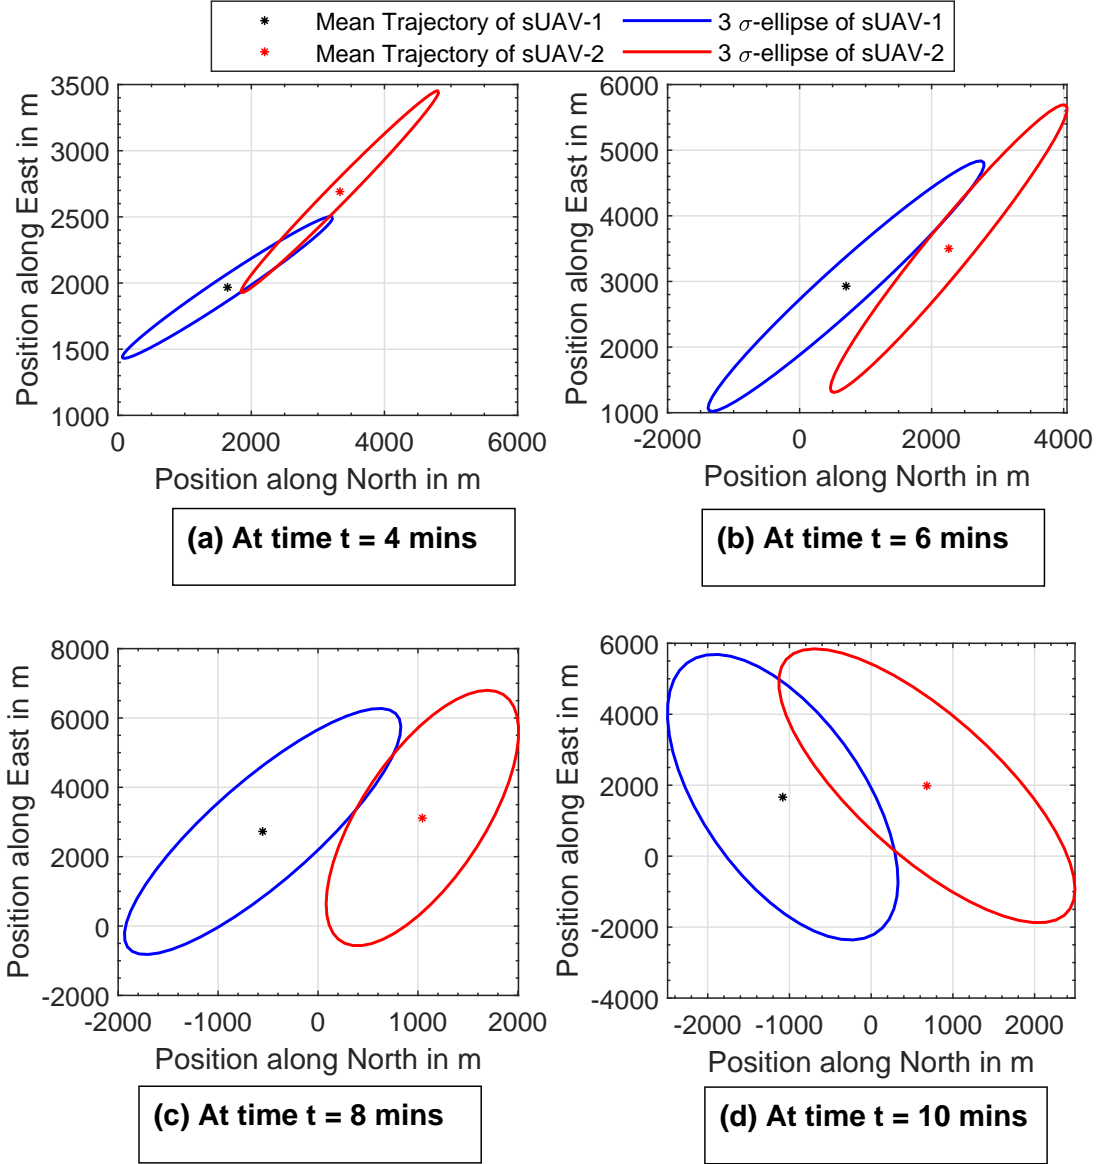 Mean Trajectory of sUAV-1 3 σ-ellipse of sUAV-1
Mean Trajectory of sUAV-2 3 σ-ellipse of sUAV-2
3500
3000
2500
2000
1500
1000
Position along East in m
0 2000 4000 6000
Position along North in m
(a) At time t = 4 mins
6000
5000
4000
3000
2000
1000
Position along East in m
-2000 0 2000 4000
Position along North in m
(b) At time t = 6 mins
8000
6000
4000
2000
0
-2000
Position along East in m
-2000 -1000 0 1000 2000
Position along North in m
(c) At time t = 8 mins
6000
4000
2000
0
-2000
-4000
Position along East in m
-2000 -1000 0 1000 2000
Position along North in m
(d) At time t = 10 mins